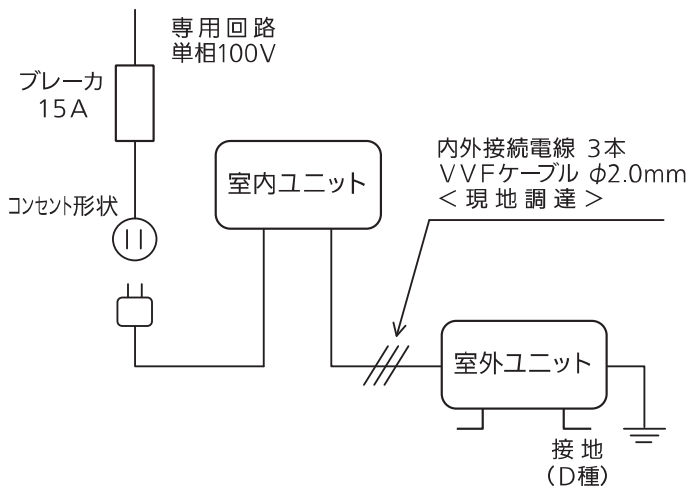 専用回路
単相100V
ブレーカ
15A
コンセント形状
室内ユニット
内外接続電線 3本
VVFケーブル φ2.0mm
<現地調達>
室外ユニット
接地
(D種)